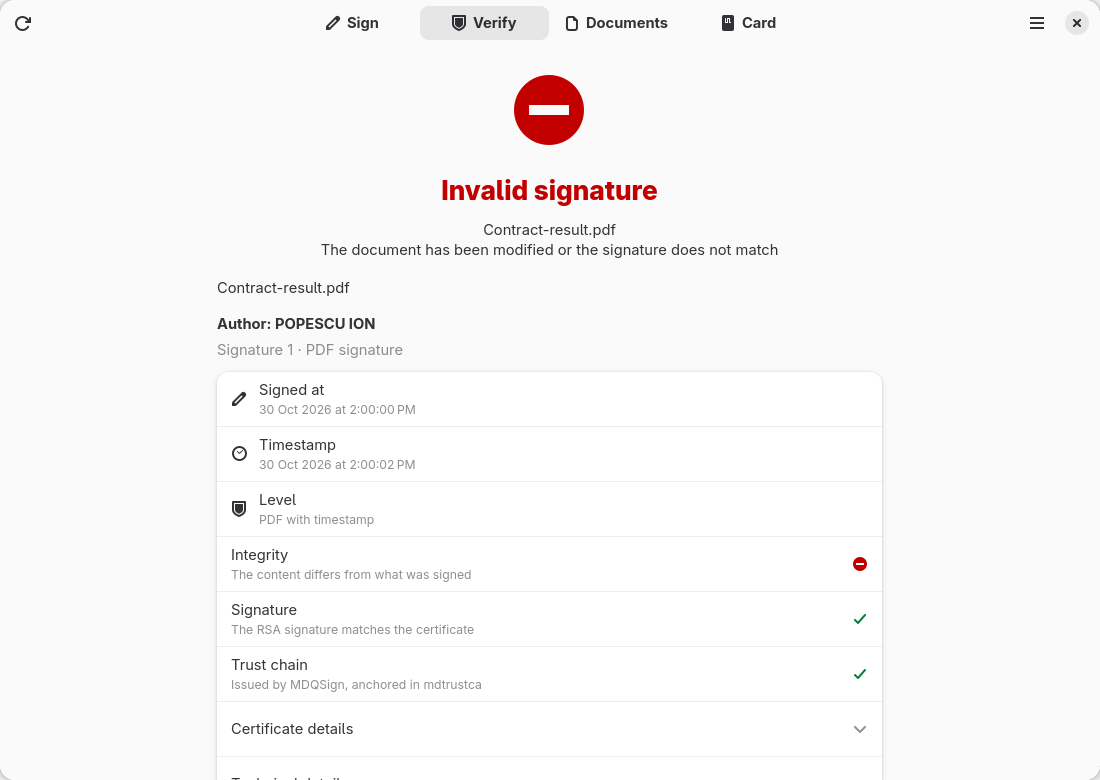 Sign
Verify
Documents
Card
Invalid signature
Contract-result.pdf
The document has been modified or the signature does not match
Contract-result.pdf
Author: POPESCU ION
Signature 1 · PDF signature
Signed at
30 Oct 2026 at 2:00:00 PM
Timestamp
30 Oct 2026 at 2:00:02 PM
Level
PDF with timestamp
Integrity
The content differs from what was signed
Signature
The RSA signature matches the certificate
Trust chain
Issued by MDQSign, anchored in mdtrustca
Certificate details